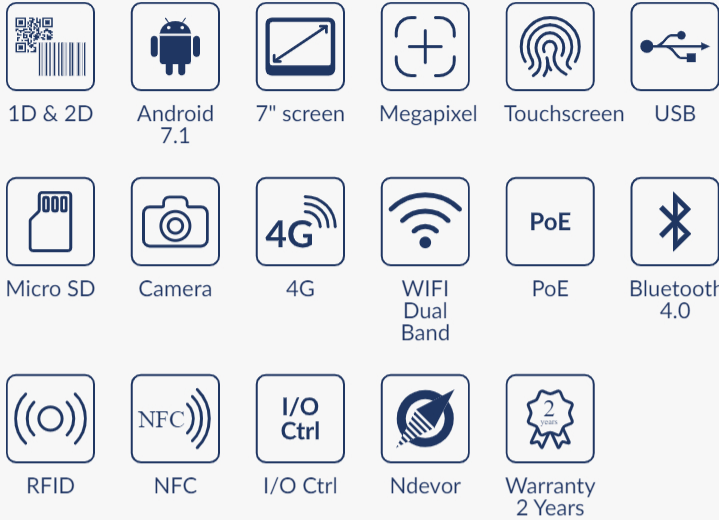 1D & 2D
Android
7.1
7" screen
Megapixel
Touchscreen
USB
4G
PoE
Micro SD
Camera
4G
WIFI
Dual
Band
PoE
Bluetooth
4.0
NFC
I/O
Ctrl
2
years
RFID
NFC
I/O Ctrl
Ndevor
Warranty
2 Years